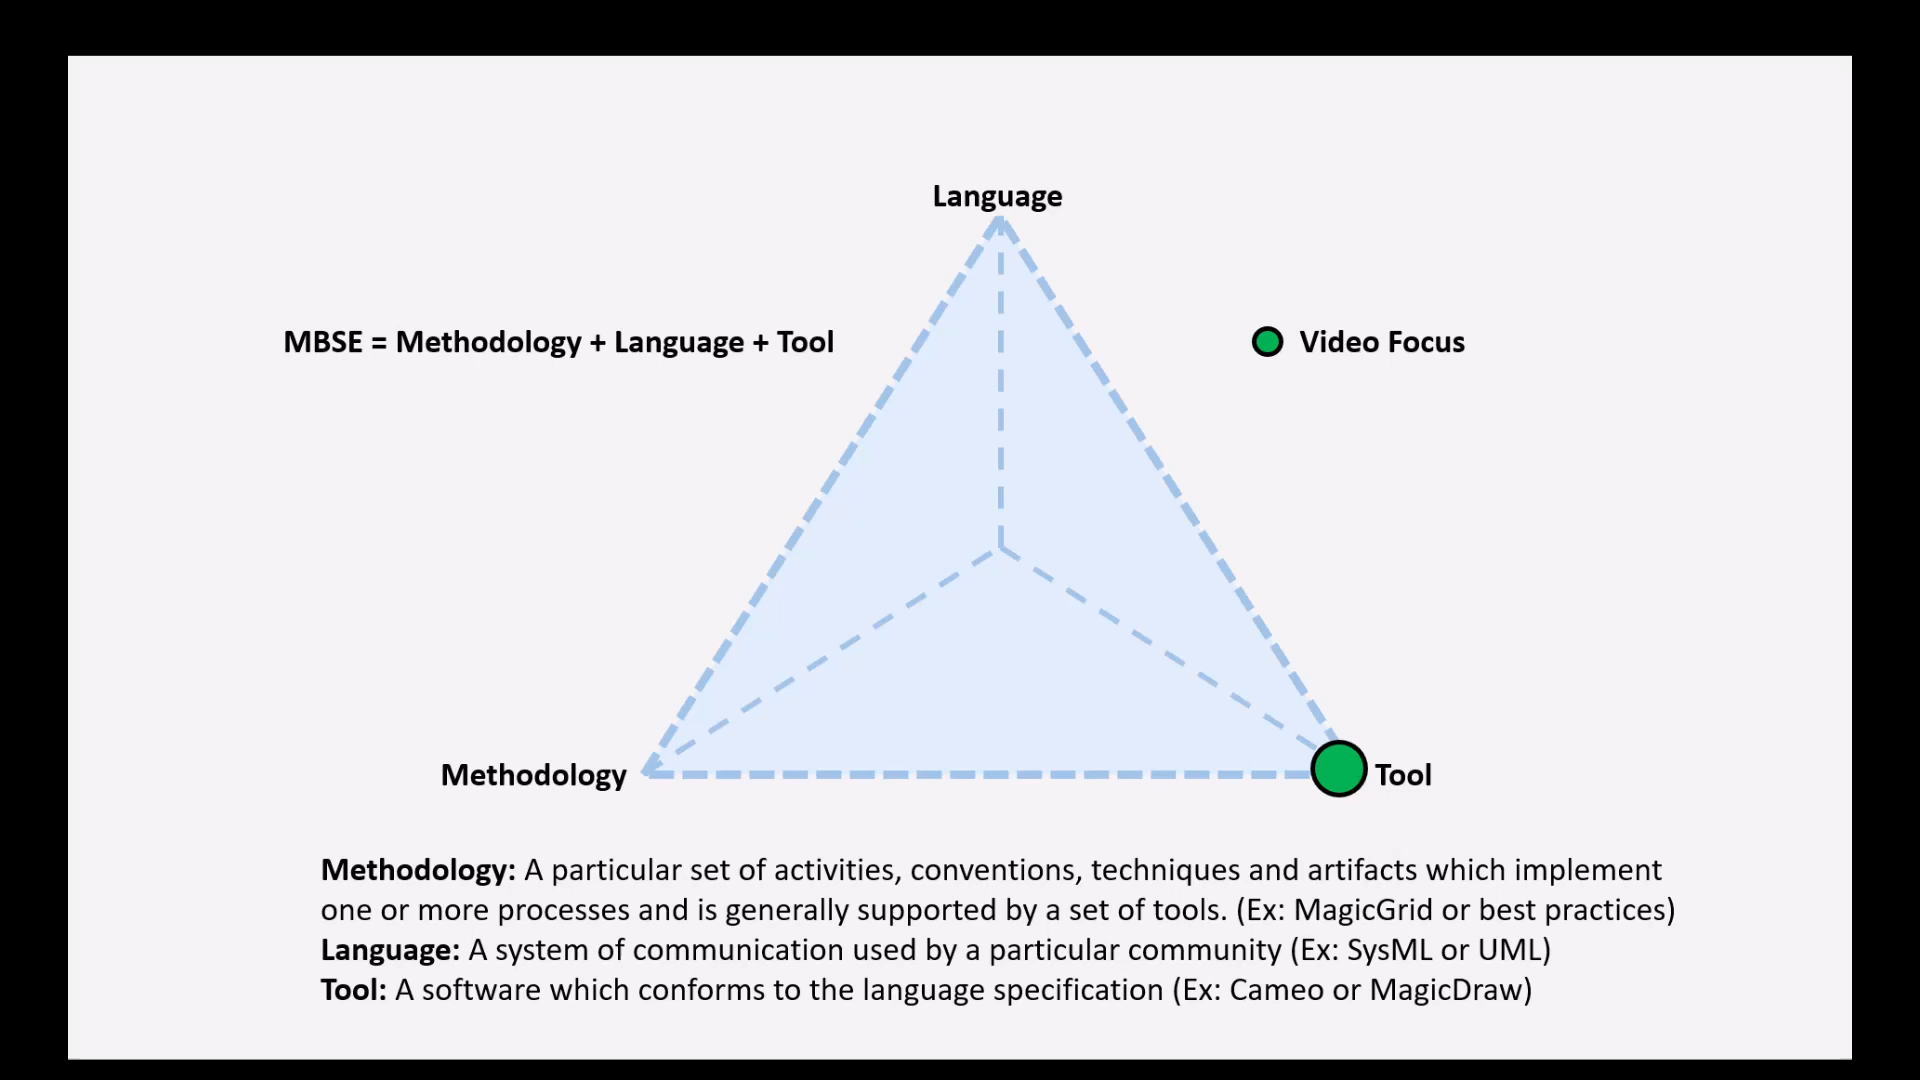 Language
MBSE = Methodology + Language + Tool
Video Focus
Methodology
Tool
Methodology: A particular set of activities, conventions, techniques and artifacts which implement
one or more processes and is generally supported by a set of tools. (Ex: MagicGrid or best practices)
Language: A system of communication used by a particular community (Ex: SysML or UML)
Tool: A software which conforms to the language specification (Ex: Cameo or MagicDraw)